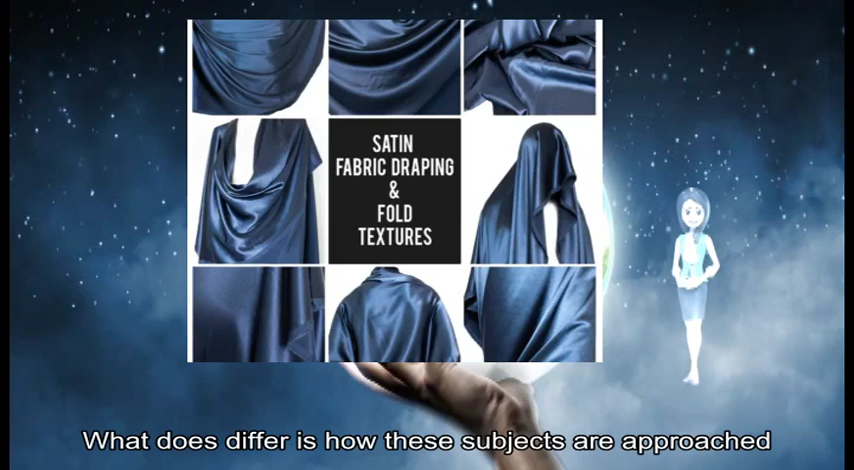 SATIN
FABRIC DRAPING
&
FOLD
TEXTURES
What does differ is how these subjects are approached